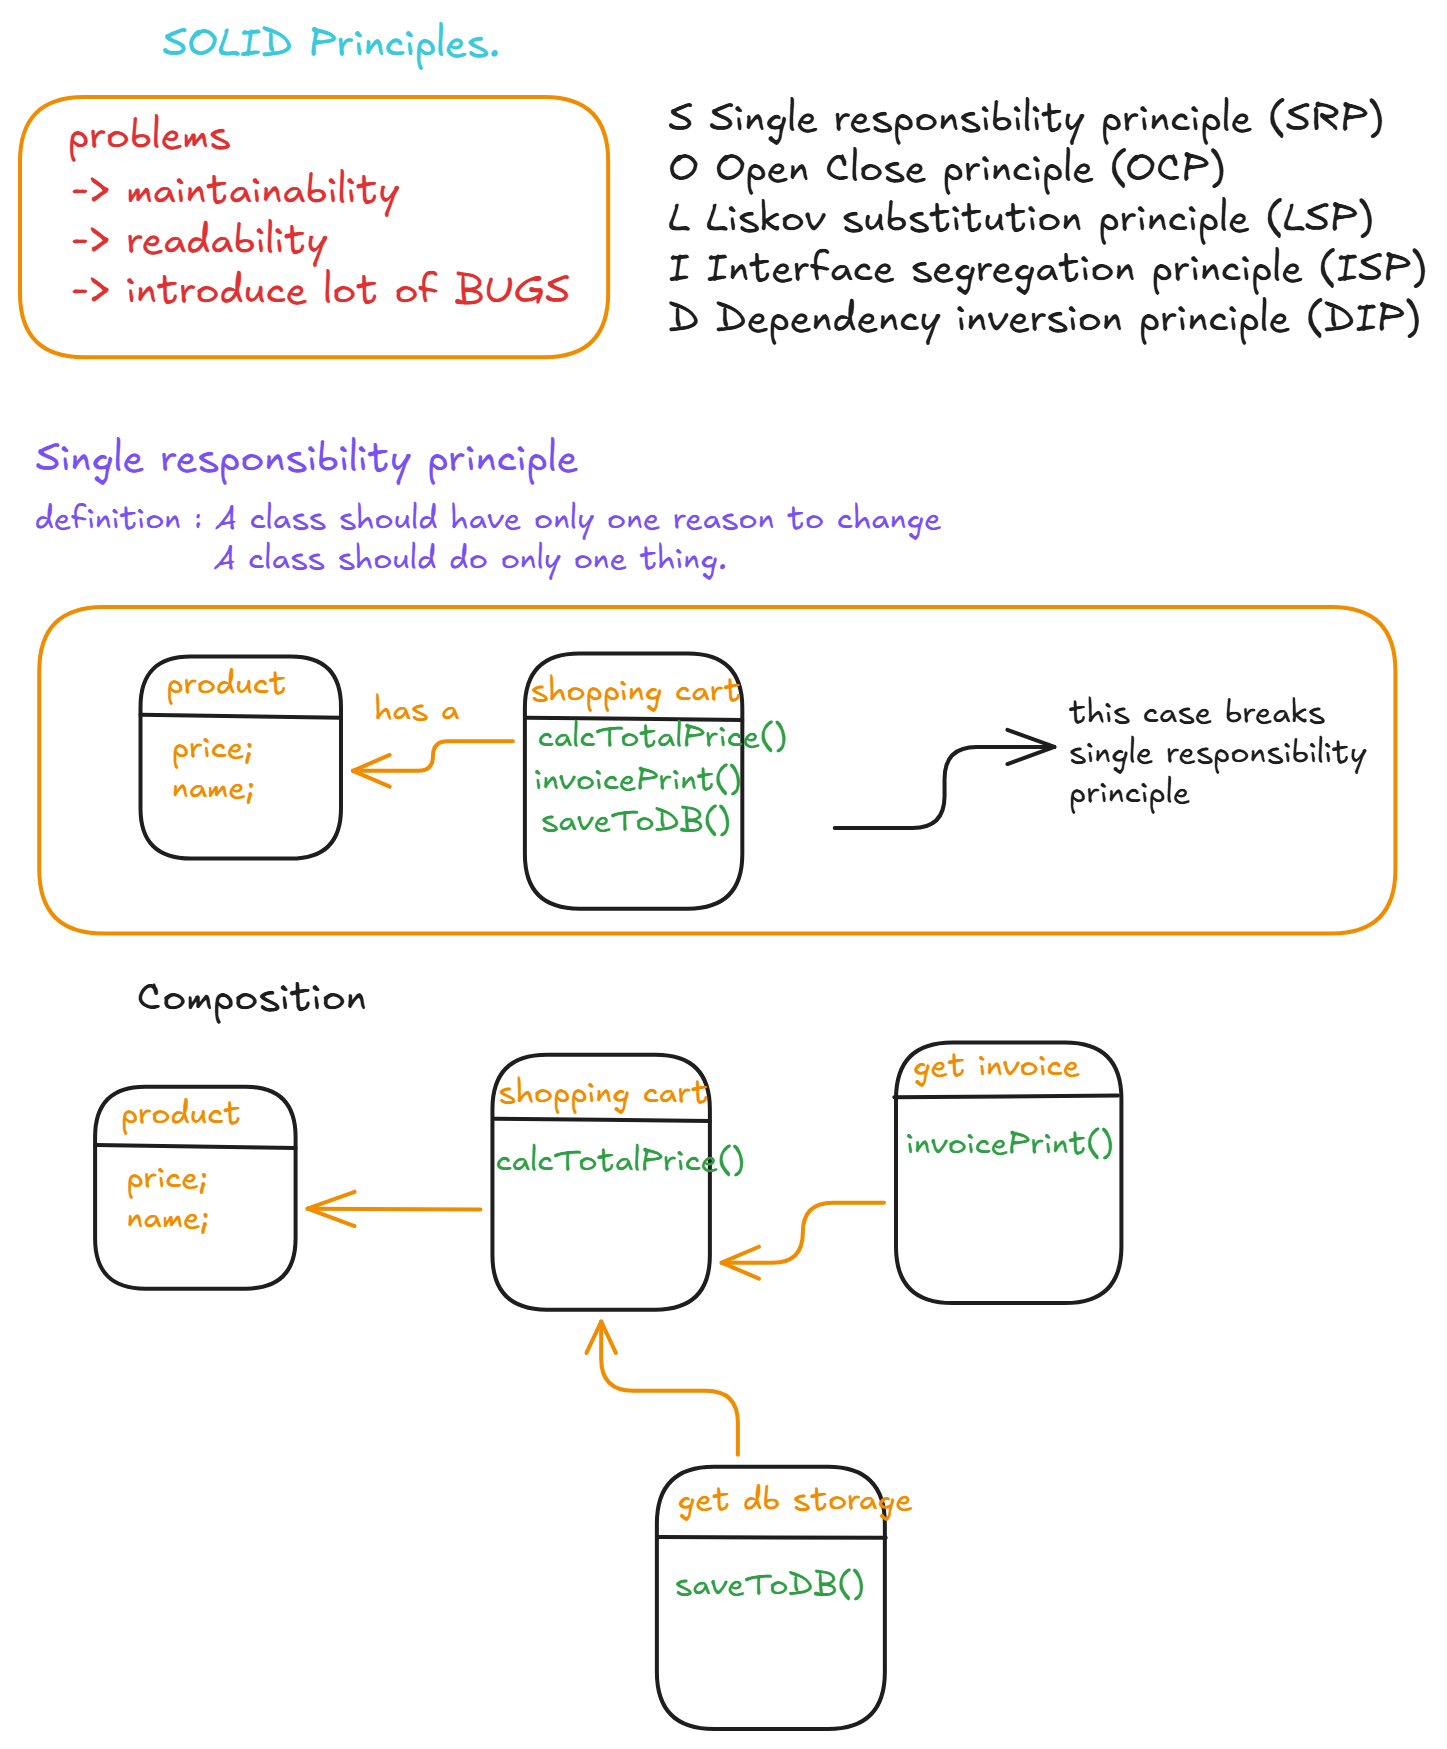 SOLID Principles.
problems
-> maintainability
-> readability
-> introduce lot of BUGS
S Single responsibility principle (SRP)
O Open Close principle (OCP)
L Liskov substitution principle (LSP)
I Interface segregation principle (ISP)
D Dependency inversion principle (DIP)
Single responsibility principle
definition : A class should have only one reason to change
A class should do only one thing.
product
price;
name;
has a
shopping cart
calcTotalPrice()
invoicePrint()
saveToDB()
this case breaks
single responsibility
principle
Composition
product
price;
name;
shopping cart
calcTotalPrice()
get invoice
invoicePrint()
get db storage
saveToDB()